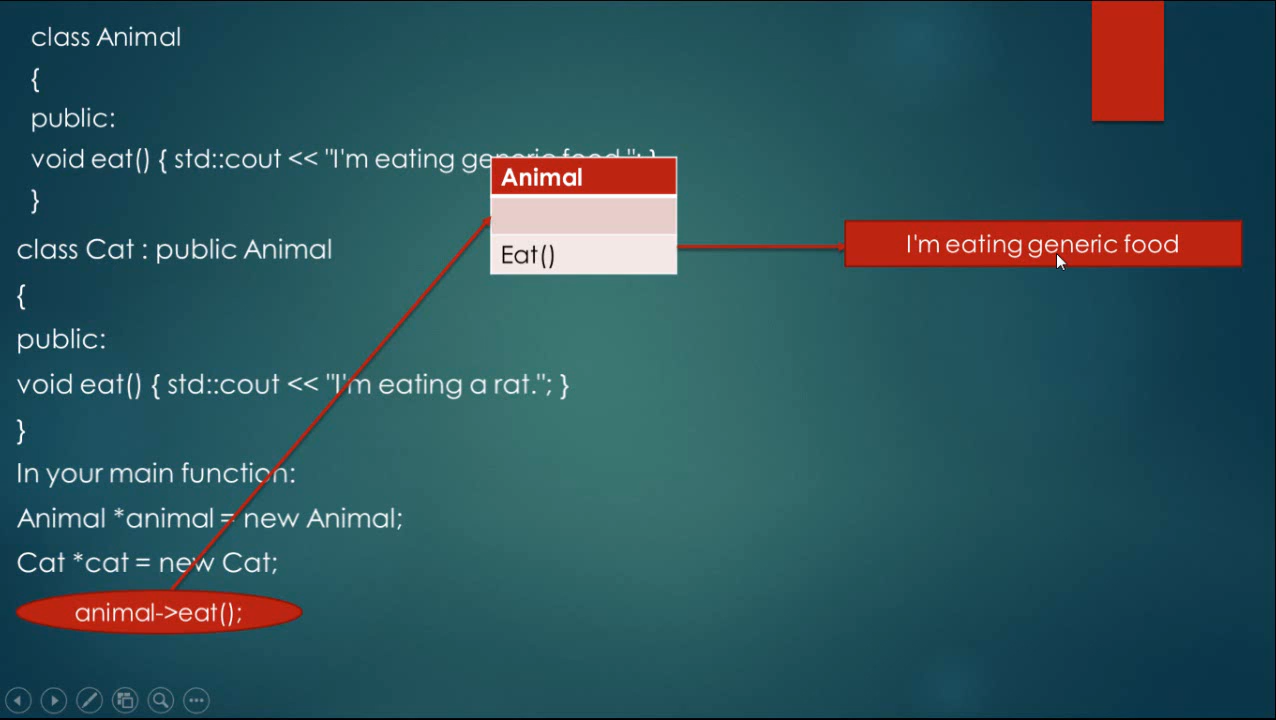 class Animal
{
public:
void eat() { std::cout << "I'm eating generic food."; }
}
class Cat : public Animal
{
public:
void eat() { std::cout << "I'm eating a rat."; }
}
In your main function:
Animal *animal = new Animal;
Cat *cat = new Cat;
animal->eat();
Animal
Eat()
I'm eating generic food